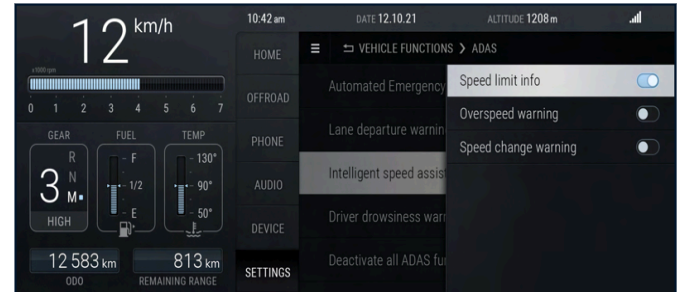 12 km/h
x1000 rpm
0 1 2 3 4 5 6 7
GEAR FUEL TEMP
R
3 N
M
HIGH
F
1/2
E
130°
90°
50°
12 583 km
ODO
813 km
REMAINING RANGE
10:42 am
DATE 12.10.21
ALTITUDE 1208 m
HOME
OFFROAD
PHONE
AUDIO
DEVICE
SETTINGS
VEHICLE FUNCTIONS > ADAS
Automated Emergency
Lane departure warnin
Intelligent speed assist
Driver drowsiness warn
Deactivate all ADAS fu
Speed limit info
Overspeed warning
Speed change warning